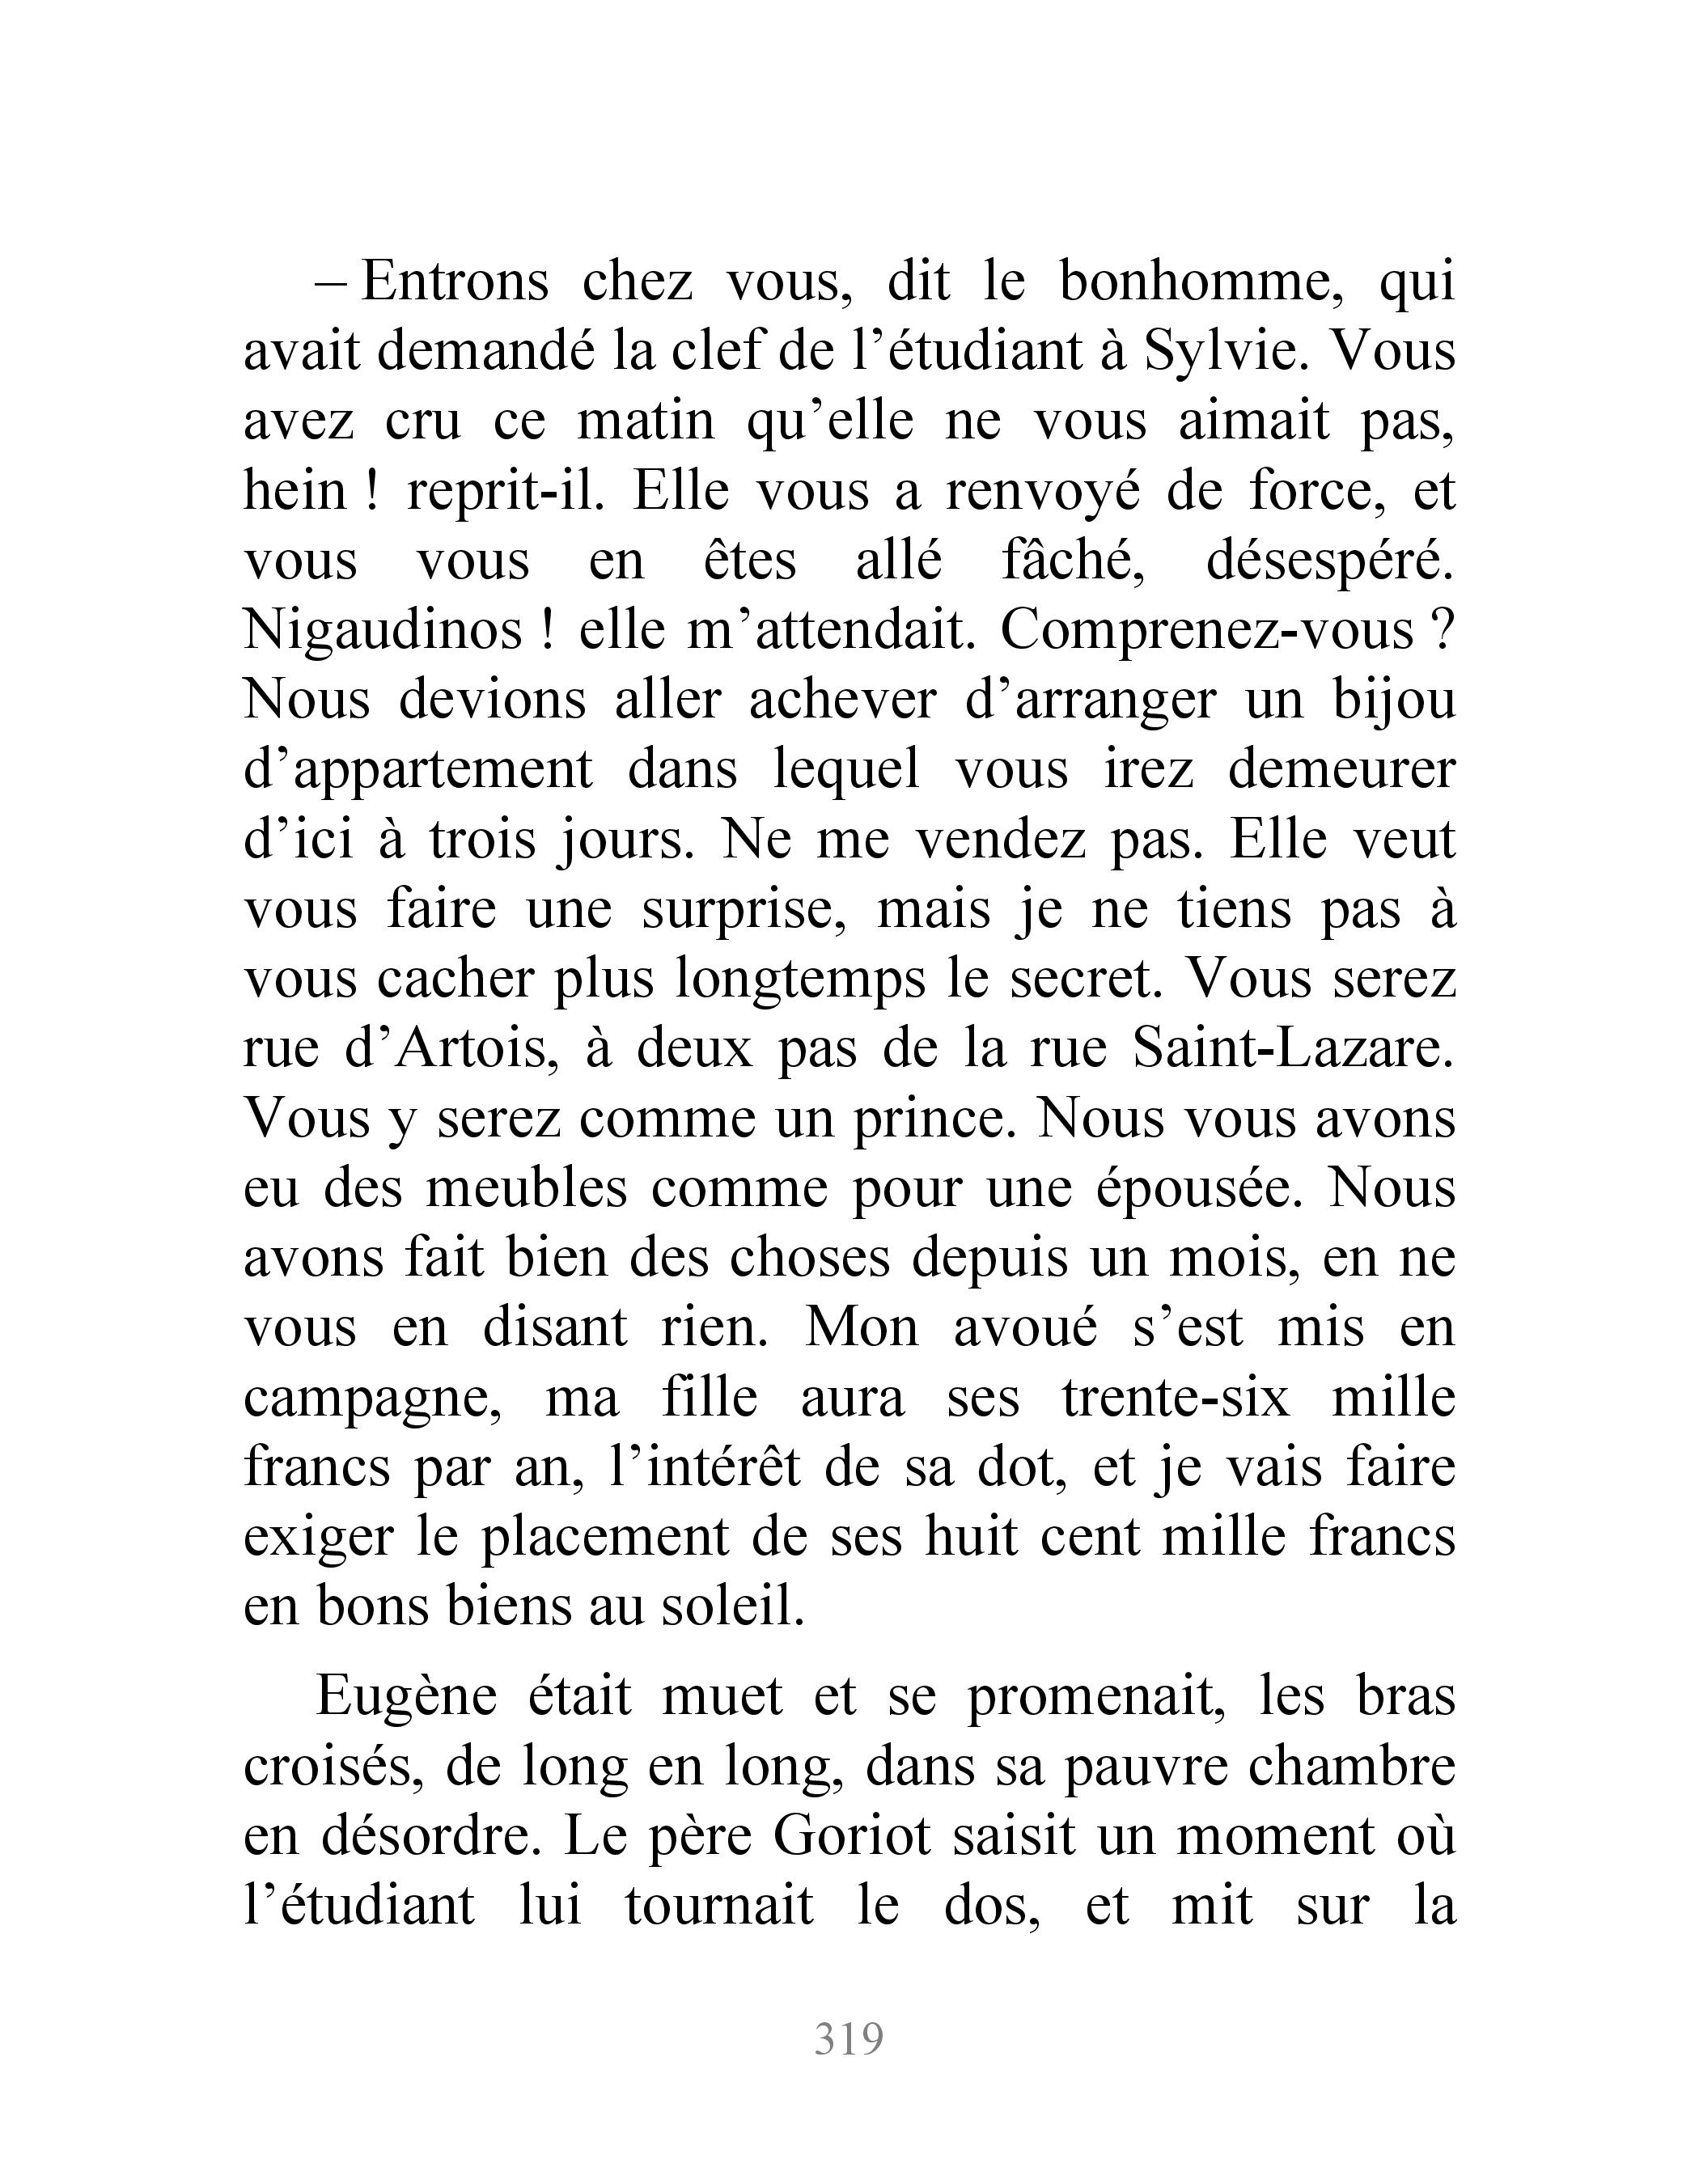 – Entrons chez vous, dit le bonhomme, qui
avait demandé la clef de l’étudiant à Sylvie. Vous
avez cru ce matin qu’elle ne vous aimait pas,
hein ! reprit-il. Elle vous a renvoyé de force, et
vous vous en êtes allé fâché, désespéré.
Nigaudinos ! elle m’attendait. Comprenez-vous ?
Nous devions aller achever d’arranger un bijou
d’appartement dans lequel vous irez demeurer
d’ici à trois jours. Ne me vendez pas. Elle veut
vous faire une surprise, mais je ne tiens pas à
vous cacher plus longtemps le secret. Vous serez
rue d’Artois, à deux pas de la rue Saint-Lazare.
Vous y serez comme un prince. Nous vous avons
eu des meubles comme pour une épousée. Nous
avons fait bien des choses depuis un mois, en ne
vous en disant rien. Mon avoué s’est mis en
campagne, ma fille aura ses trente-six mille
francs par an, l’intérêt de sa dot, et je vais faire
exiger le placement de ses huit cent mille francs
en bons biens au soleil.
Eugène était muet et se promenait, les bras
croisés, de long en long, dans sa pauvre chambre
en désordre. Le père Goriot saisit un moment où
l’étudiant lui tournait le dos, et mit sur la
319